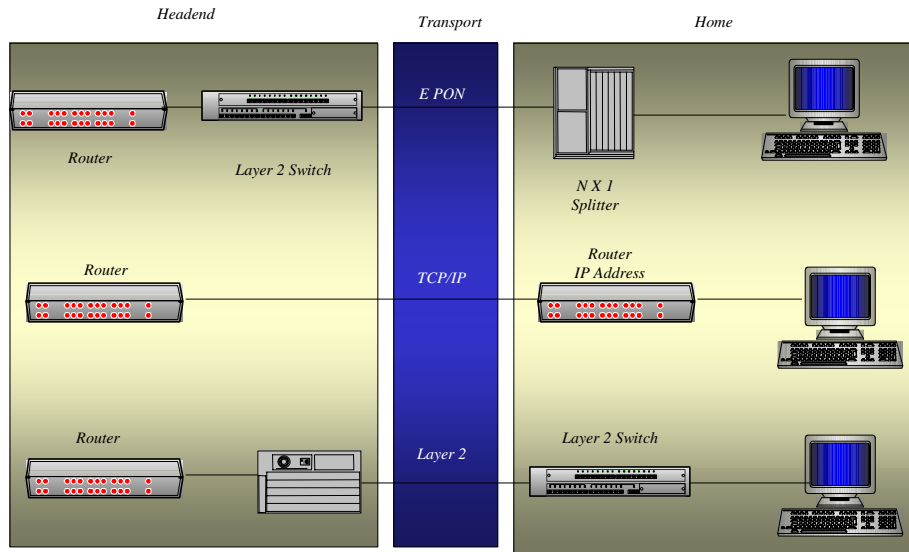 Headend
Transport
Home
E PON
Router
Layer 2 Switch
N X 1
Splitter
Router
TCP/IP
Router
IP Address
Router
Layer 2
Layer 2 Switch